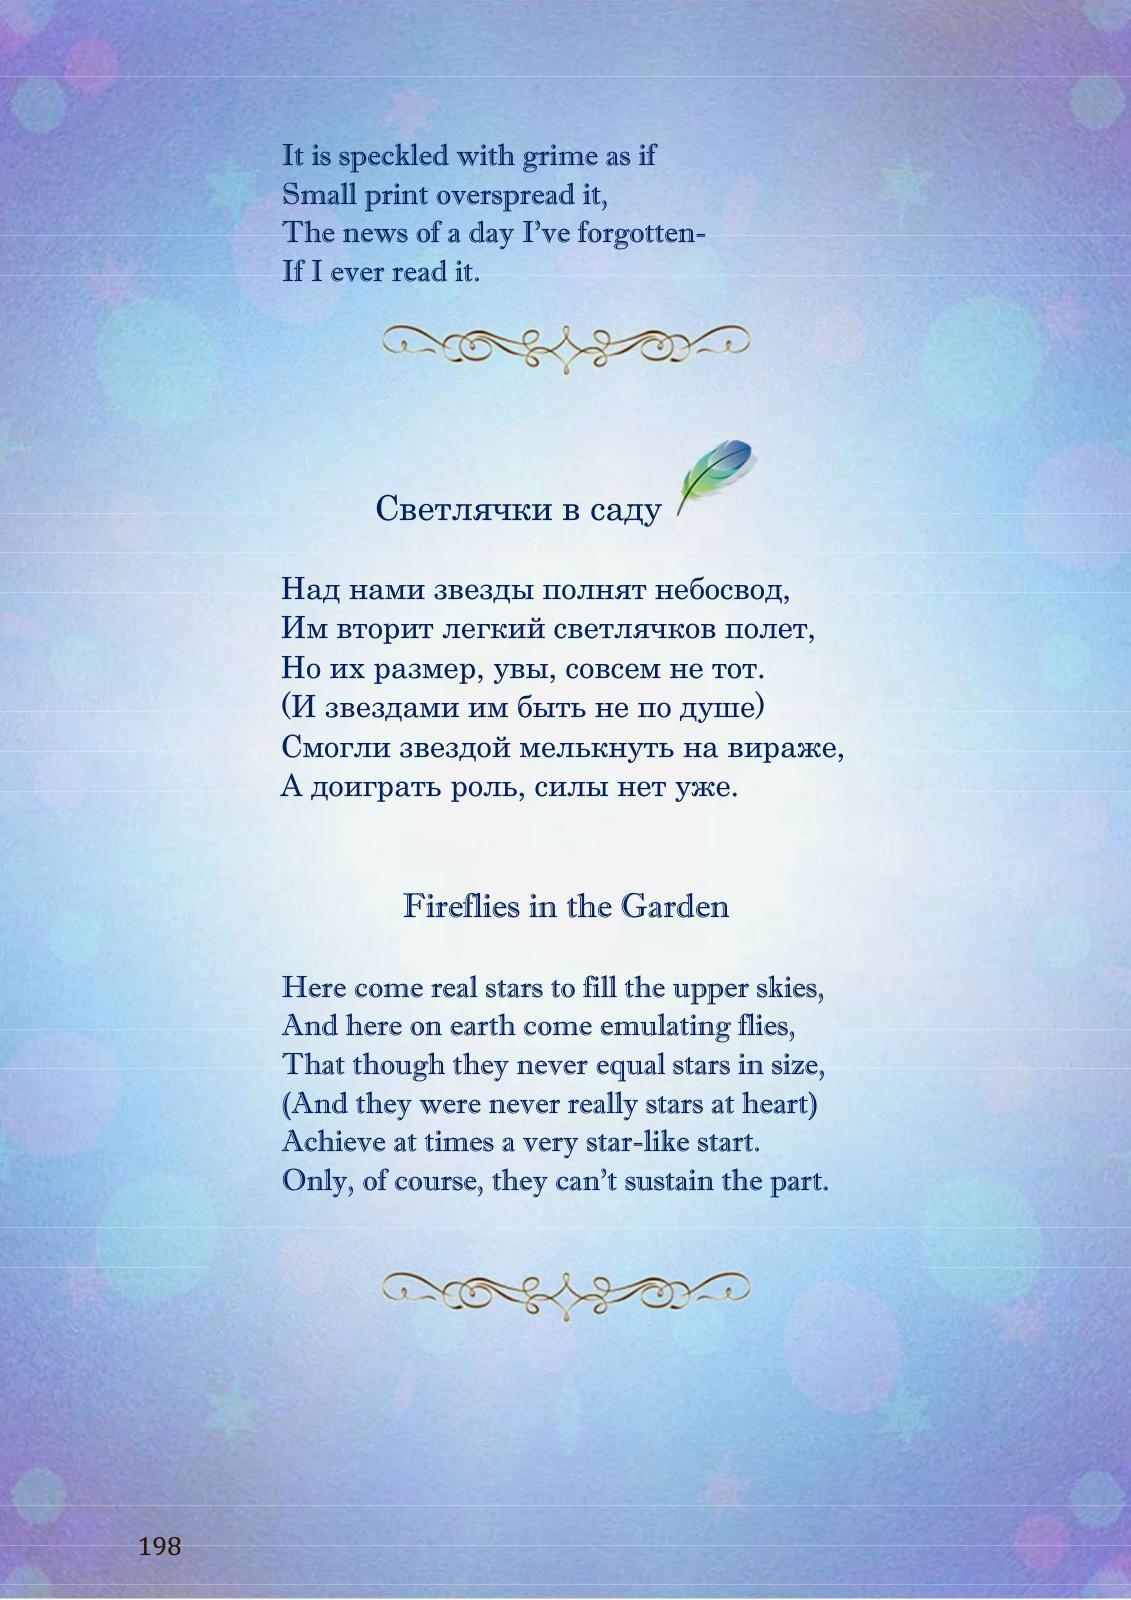 It is speckled with grime as if
Small print overspread it,
The news of a day I’ve forgotten-
If I ever read it.
Светлячки в саду
Над нами звезды полнят небосвод,
Им вторит легкий светлячков полет,
Но их размер, увы, совсем не тот.
(И звездами им быть не по душе)
Смогли звездой мелькнуть на вираже,
А доиграть роль, силы нет уже.
Fireflies in the Garden
Here come real stars to fill the upper skies,
And here on earth come emulating flies,
That though they never equal stars in size,
(And they were never really stars at heart)
Achieve at times a very star-like start.
Only, of course, they can’t sustain the part.
198